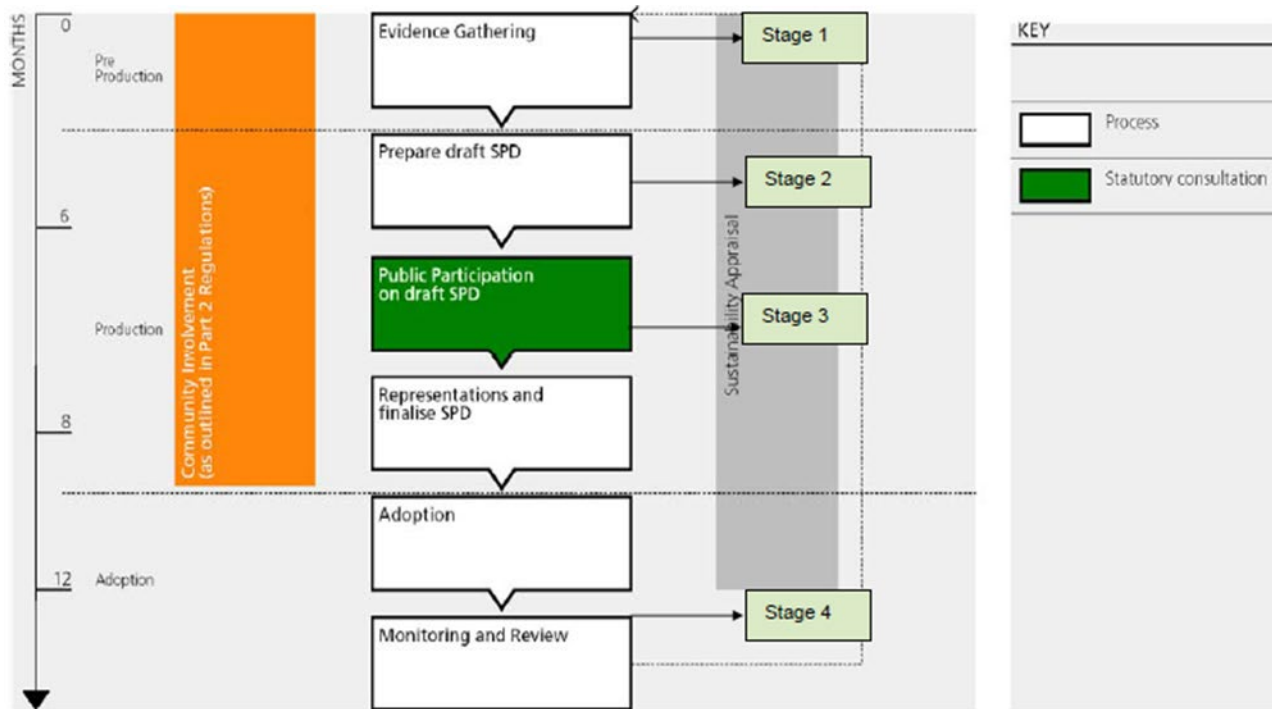 MONTHS
0
6
8
12
Pre
Production
Production
Adoption
Community Involvement
(as outlined in Part 2 Regulations)
Evidence Gathering
Prepare draft SPD
Public Participation
on draft SPD
Representations and
finalise SPD
Adoption
Monitoring and Review
Sustainability Appraisal
Stage 1
Stage 2
Stage 3
Stage 4
KEY
Process
Statutory consultation